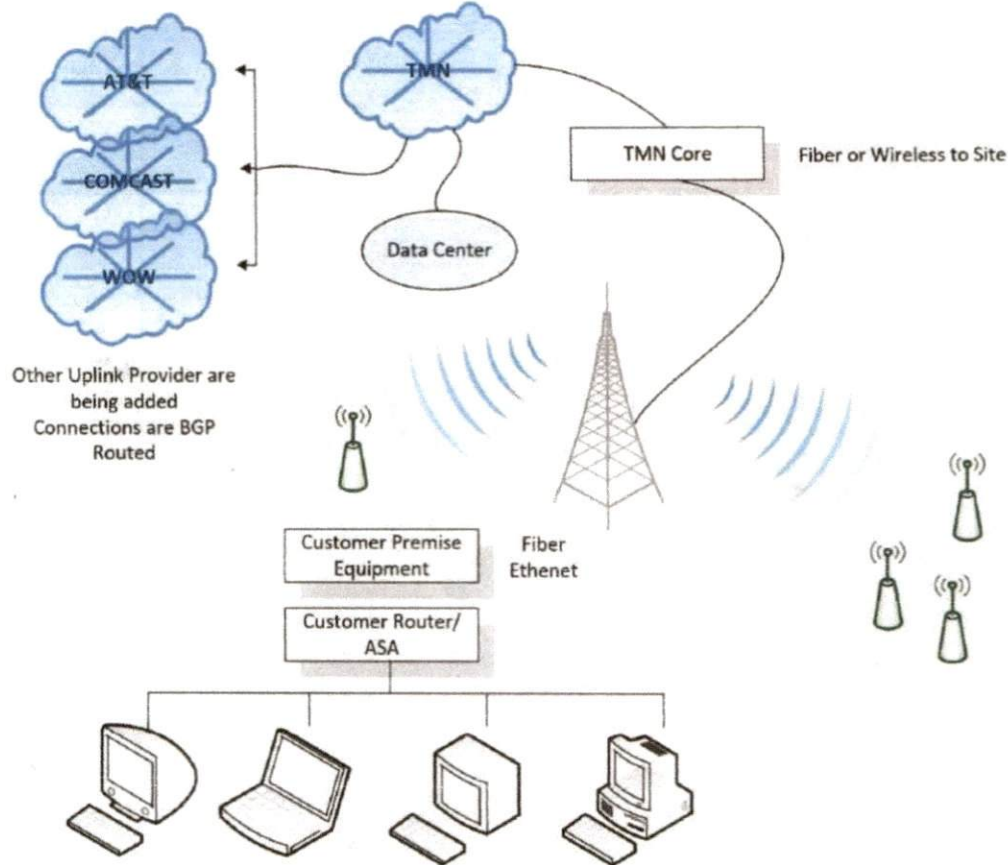 AT&T
TMN
TMN Core
Fiber or Wireless to Site
COMCAST
Data Center
WOW
Other Uplink Provider are
being added
Connections are BGP
Routed
Customer Premise
Equipment
Fiber
Ethenet
Customer Router/
ASA